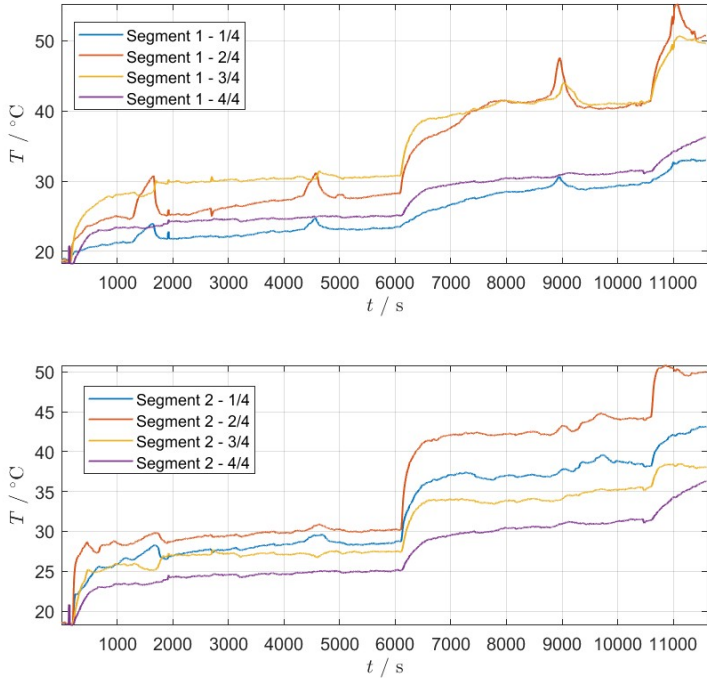 50
40
30
20
T / °C
Segment 1 - 1/4
Segment 1 - 2/4
Segment 1 - 3/4
Segment 1 - 4/4
1000 2000 3000 4000 5000 6000 7000 8000 9000 10000 11000
t / s
50
45
40
35
30
25
20
T / °C
Segment 2 - 1/4
Segment 2 - 2/4
Segment 2 - 3/4
Segment 2 - 4/4
1000 2000 3000 4000 5000 6000 7000 8000 9000 10000 11000
t / s